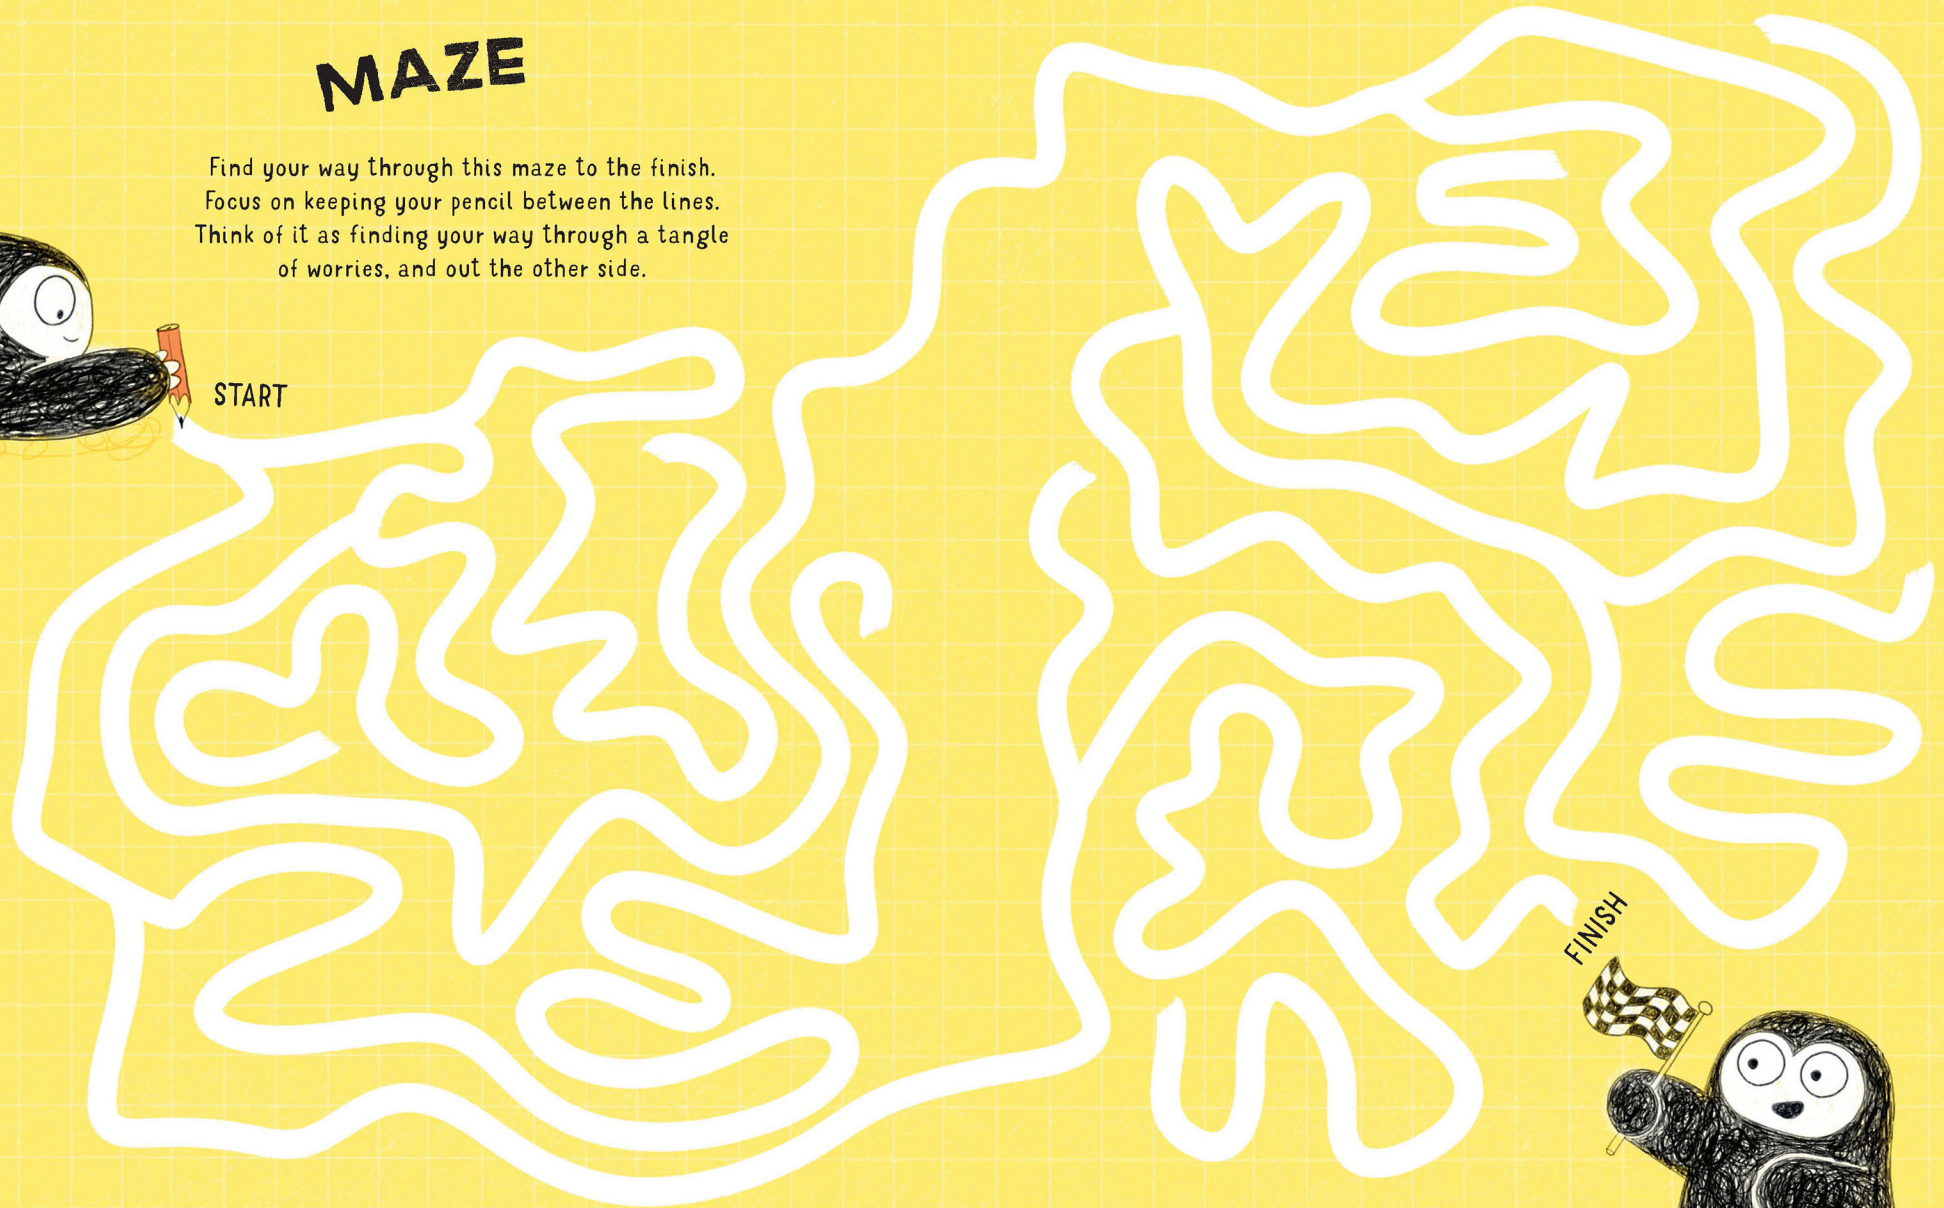 MAZE
Find your way through this maze to the finish.
Focus on keeping your pencil between the lines.
Think of it as finding your way through a tangle
of worries, and out the other side.
START
FINISH